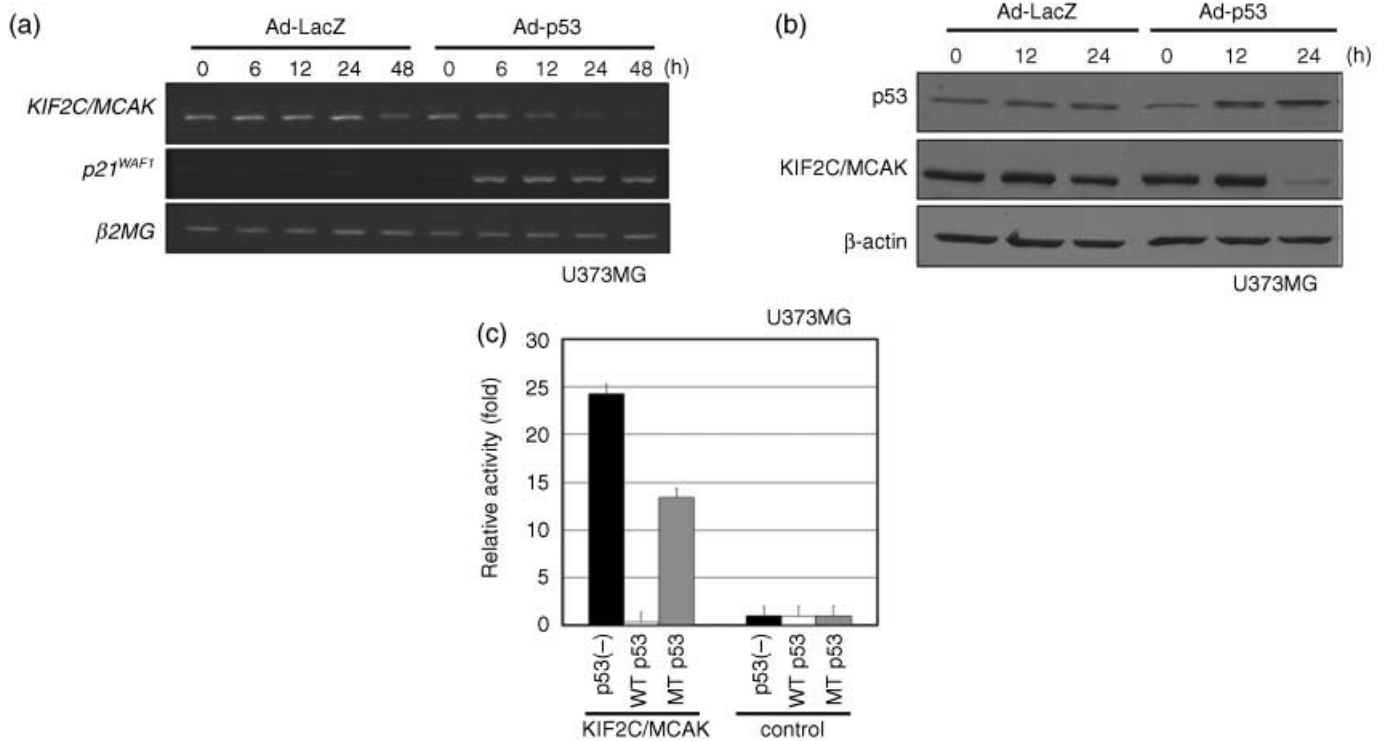 (a)
Ad-LacZ Ad-p53
0 6 12 24 48 0 6 12 24 48 (h)
KIF2C/MCAK
p21WAF1
β2MG
U373MG
(b)
Ad-LacZ Ad-p53
0 12 24 0 12 24 (h)
p53
KIF2C/MCAK
β-actin
U373MG
(c)
U373MG
Relative activity (fold)
30
25
20
15
10
5
0
p53(–) WT p53 MT p53 p53(–) WT p53 MT p53
KIF2C/MCAK control